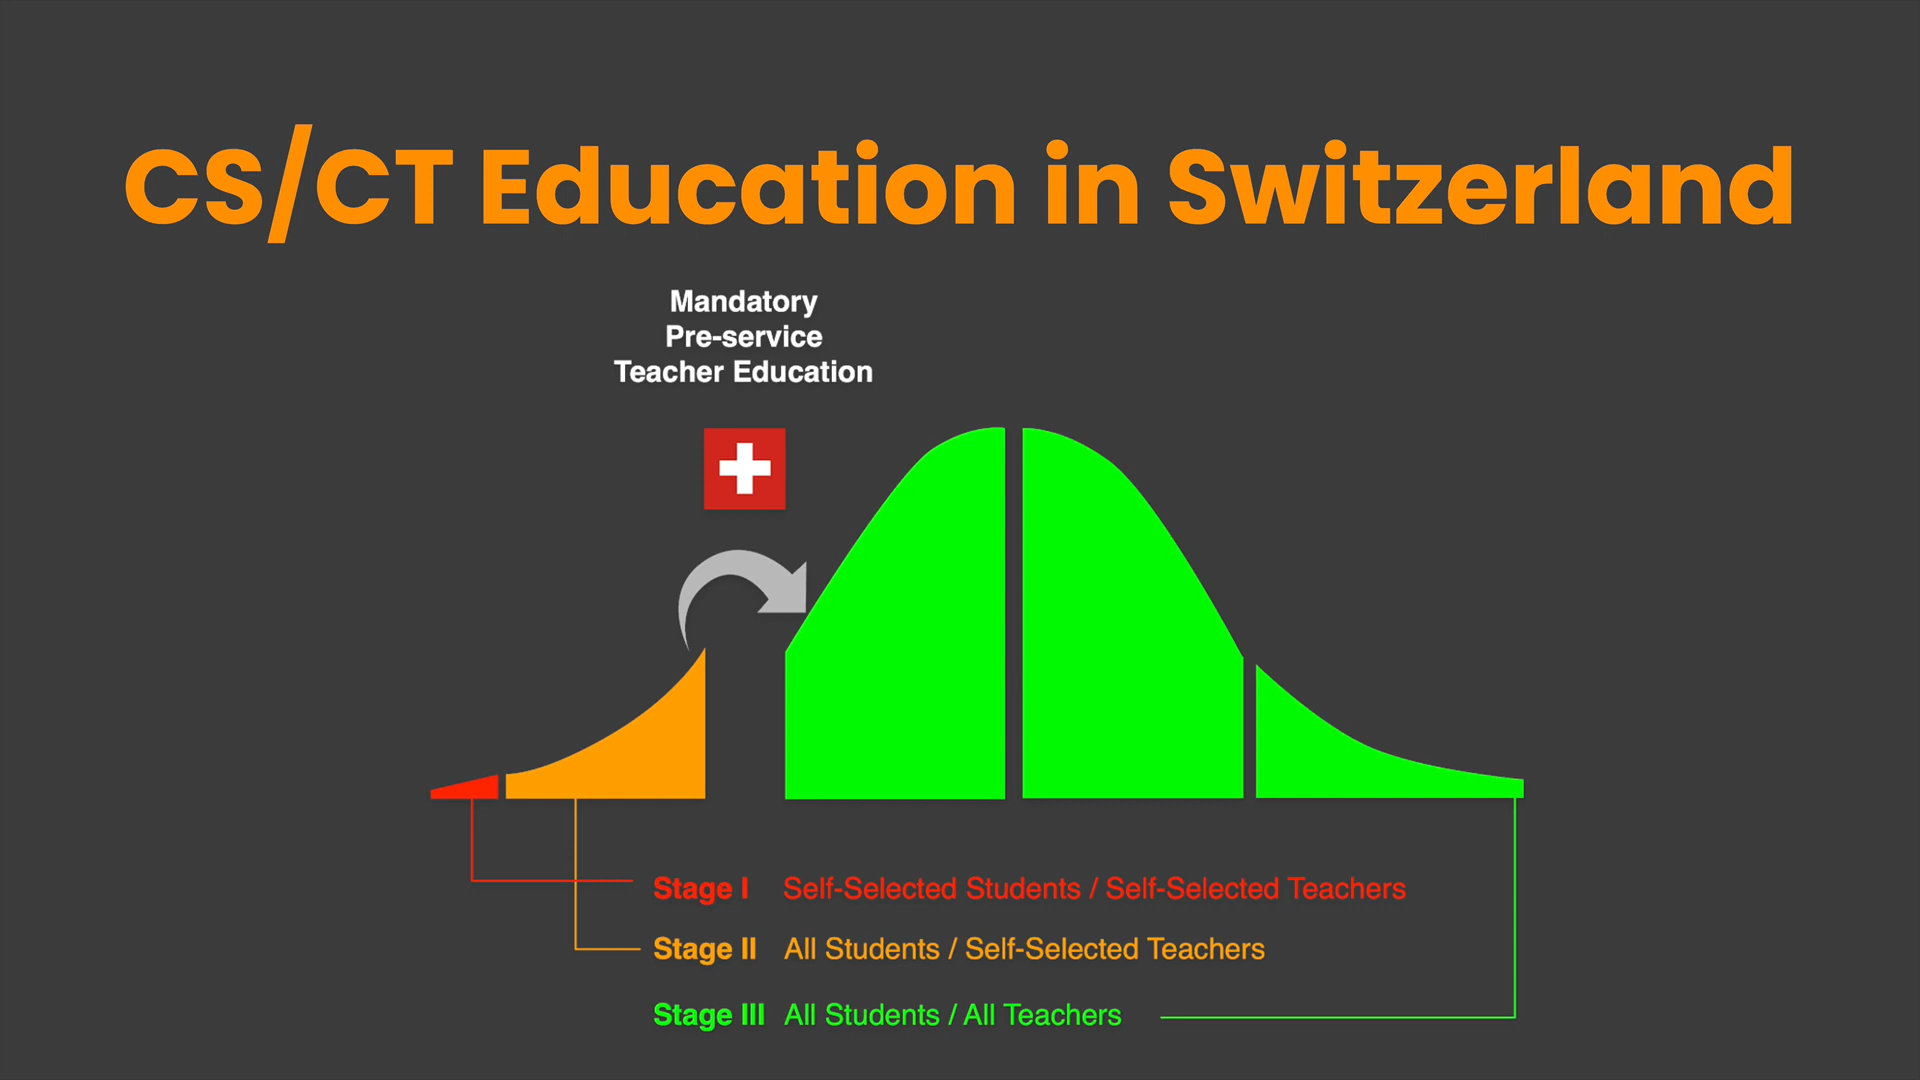 CS/CT Education in Switzerland
Mandatory
Pre-service
Teacher Education
Stage I Self-Selected Students / Self-Selected Teachers
Stage II All Students / Self-Selected Teachers
Stage III All Students / All Teachers